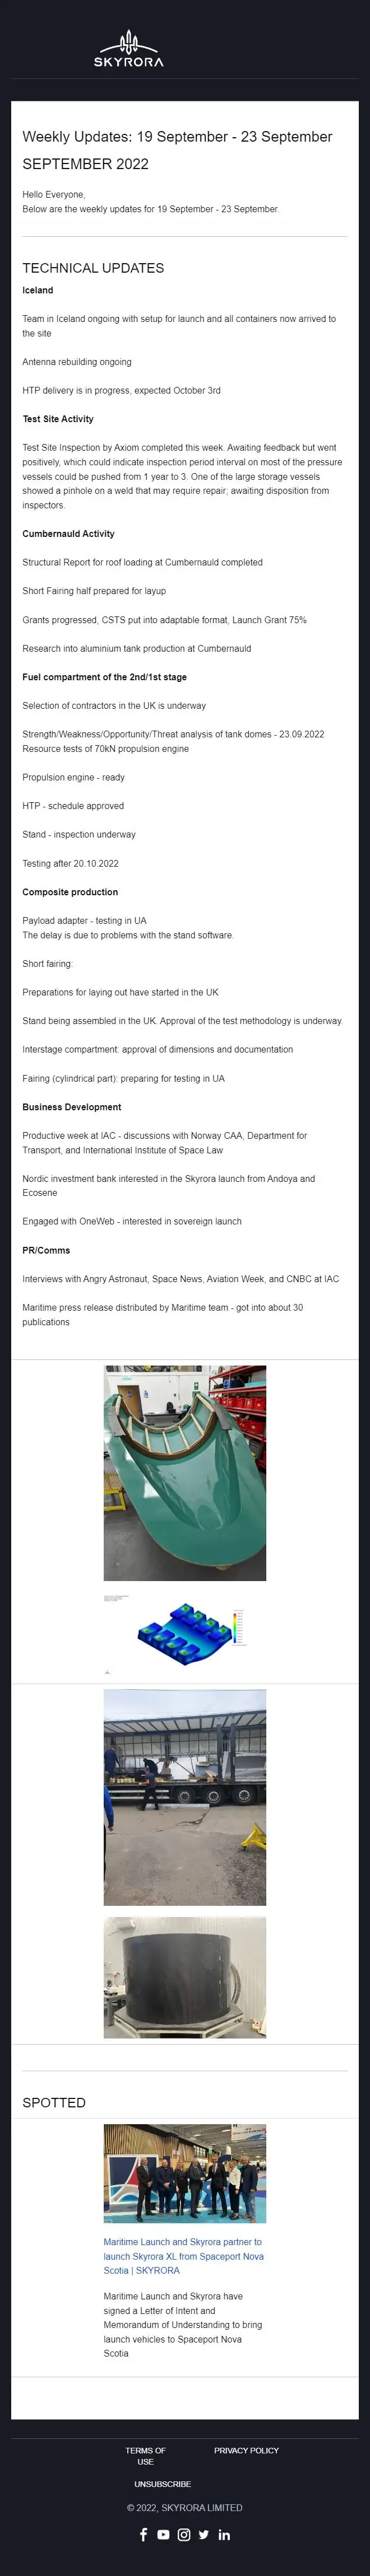 SKYRORA
Weekly Updates: 19 September - 23 September
SEPTEMBER 2022
Hello Everyone,
Below are the weekly updates for 19 September - 23 September.
TECHNICAL UPDATES
Iceland
Team in Iceland ongoing with setup for launch and all containers now arrived to
the site
Antenna rebuilding ongoing
HTP delivery is in progress, expected October 3rd
Test Site Activity
Test Site Inspection by Axiom completed this week. Awaiting feedback but went
positively, which could indicate inspection period interval on most of the pressure
vessels could be pushed from 1 year to 3. One of the large storage vessels
showed a pinhole on a weld that may require repair; awaiting disposition from
inspectors.
Cumbernauld Activity
Structural Report for roof loading at Cumbernauld completed
Short Fairing half prepared for layup
Grants progressed, CSTS put into adaptable format, Launch Grant 75%
Research into aluminium tank production at Cumbernauld
Fuel compartment of the 2nd/1st stage
Selection of contractors in the UK is underway
Strength/Weakness/Opportunity/Threat analysis of tank domes - 23.09.2022
Resource tests of 70kN propulsion engine
Propulsion engine - ready
HTP - schedule approved
Stand - inspection underway
Testing after 20.10.2022
Composite production
Payload adapter - testing in UA
The delay is due to problems with the stand software.
Short fairing:
Preparations for laying out have started in the UK
Stand being assembled in the UK. Approval of the test methodology is underway.
Interstage compartment: approval of dimensions and documentation
Fairing (cylindrical part): preparing for testing in UA
Business Development
Productive week at IAC - discussions with Norway CAA, Department for
Transport, and International Institute of Space Law
Nordic investment bank interested in the Skyrora launch from Andoya and
Ecosene
Engaged with OneWeb - interested in sovereign launch
PR/Comms
Interviews with Angry Astronaut, Space News, Aviation Week, and CNBC at IAC
Maritime press release distributed by Maritime team - got into about 30
publications
SPOTTED
Maritime Launch and Skyrora partner to
launch Skyrora XL from Spaceport Nova
Scotia | SKYRORA
Maritime Launch and Skyrora have
signed a Letter of Intent and
Memorandum of Understanding to bring
launch vehicles to Spaceport Nova
Scotia
TERMS OF
USE
PRIVACY POLICY
UNSUBSCRIBE
© 2022, SKYRORA LIMITED